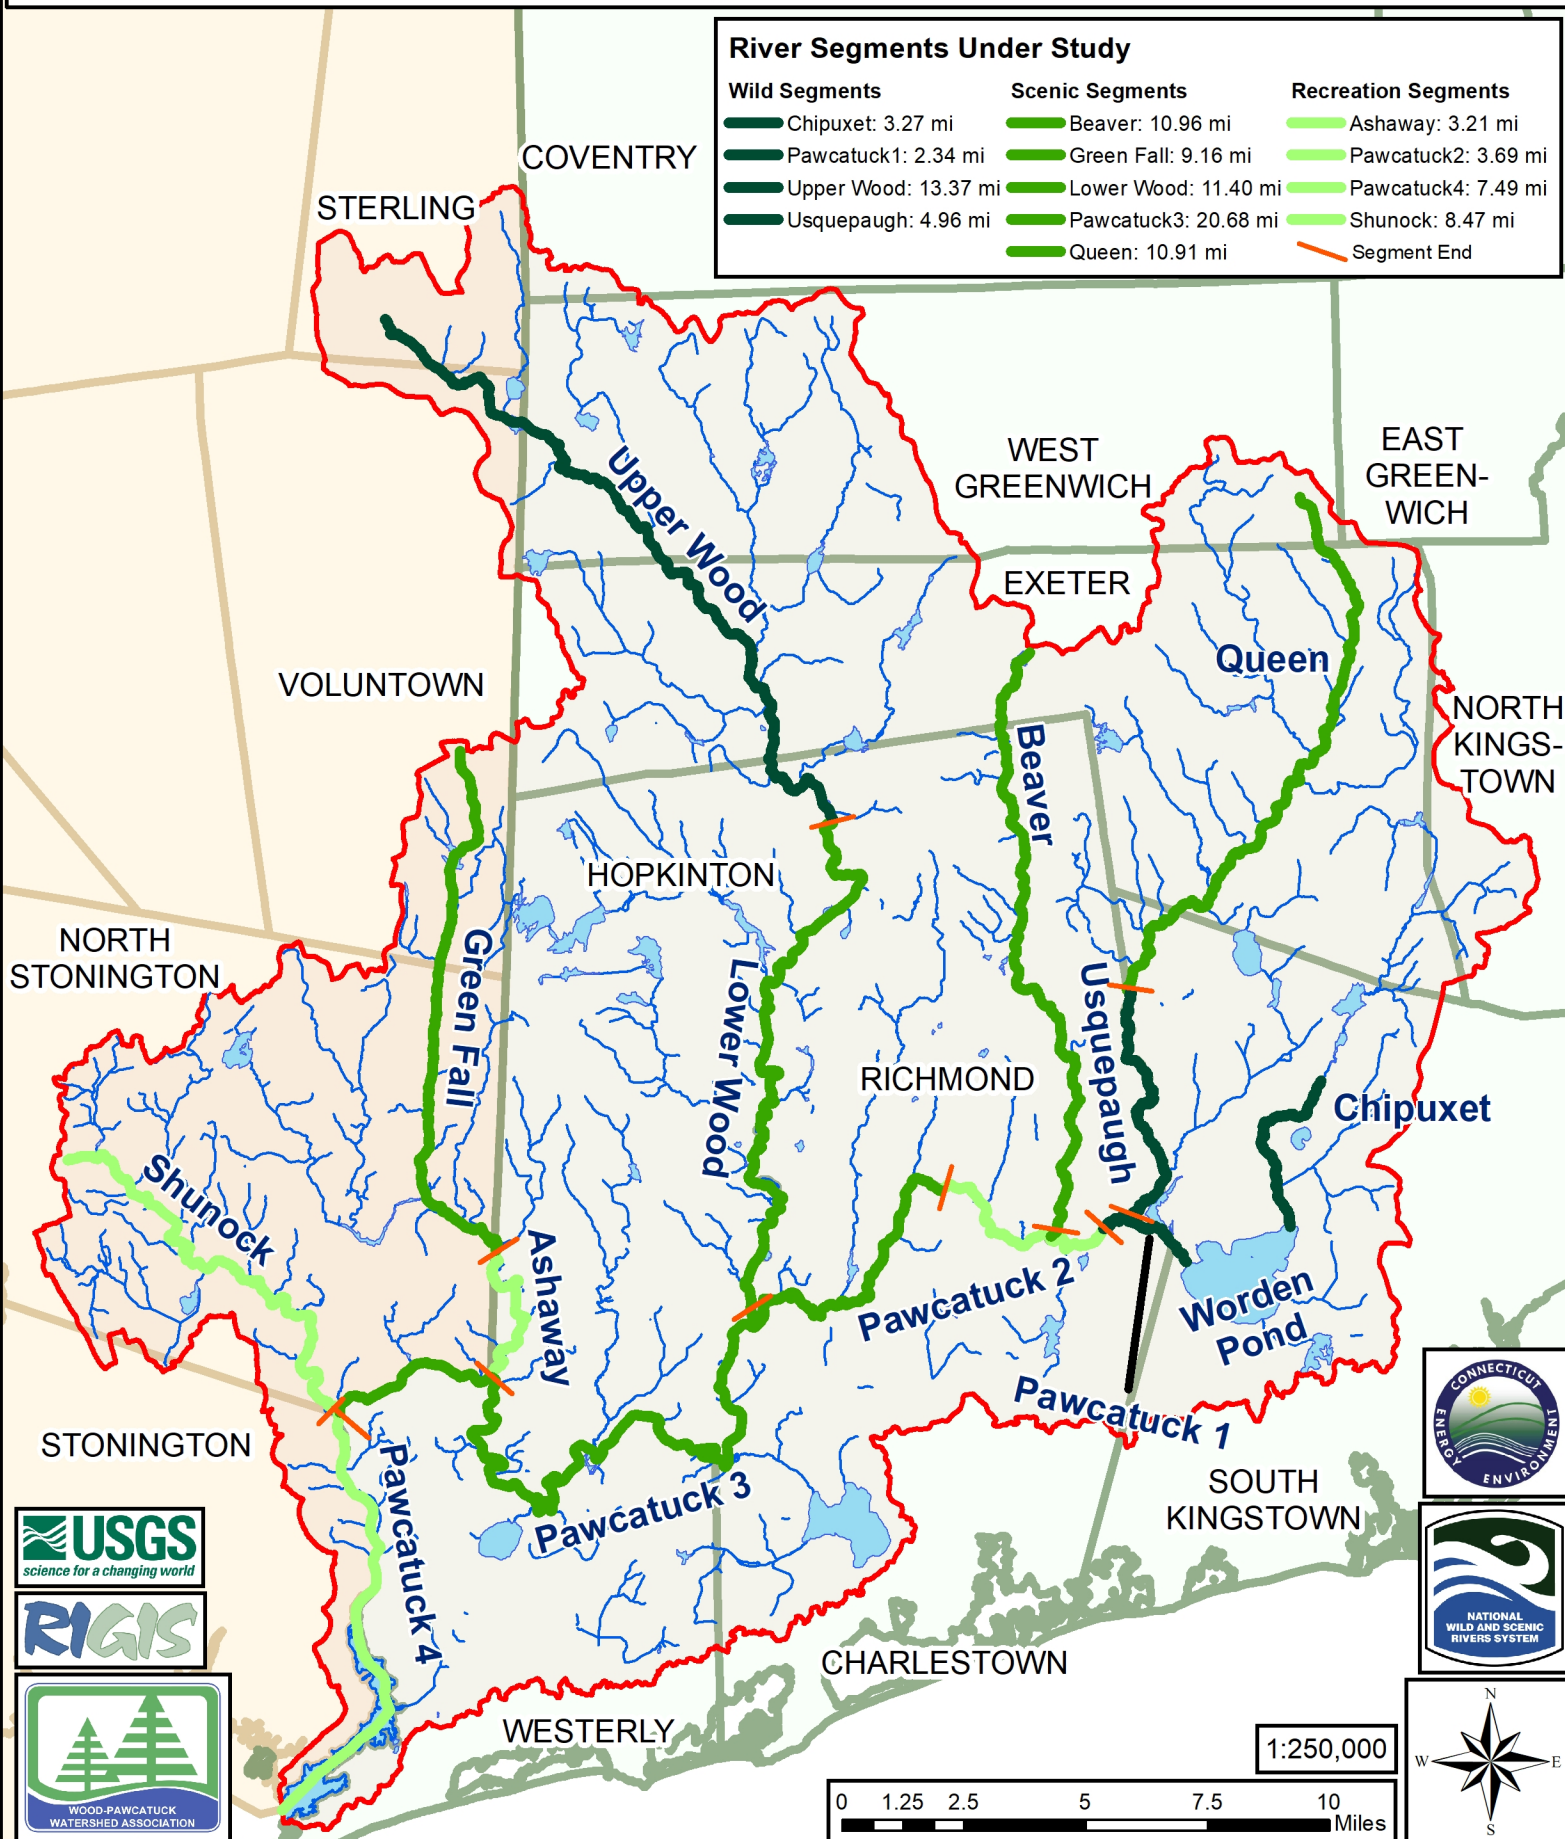 River Segments Under Study
Wild Segments
Chipuxet: 3.27 mi
Pawcatuck1: 2.34 mi
Upper Wood: 13.37 mi
Usquepaugh: 4.96 mi
Scenic Segments
Beaver: 10.96 mi
Green Fall: 9.16 mi
Lower Wood: 11.40 mi
Pawcatuck3: 20.68 mi
Queen: 10.91 mi
Recreation Segments
Ashaway: 3.21 mi
Pawcatuck2: 3.69 mi
Pawcatuck4: 7.49 mi
Shunock: 8.47 mi
Segment End
COVENTRY
STERLING
WEST
GREENWICH
EAST
GREEN-
WICH
Upper Wood
EXETER
Queen
VOLUNTOWN
NORTH
KINGS-
TOWN
Beaver
HOPKINTON
NORTH
STONINGTON
Green Fall
Lower Wood
Usquepaugh
RICHMOND
Chipuxet
Shunock
Ashaway
Pawcatuck 2
Worden
Pond
Pawcatuck 1
STONINGTON
Pawcatuck 4
Pawcatuck 3
SOUTH
KINGSTOWN
CHARLESTOWN
WESTERLY
USGS
science for a changing world
RIGIS
WOOD-PAWCATUCK
WATERSHED ASSOCIATION
CONNECTICUT
ENERGY
ENVIRONMENT
NATIONAL
WILD AND SCENIC
RIVERS SYSTEM
N
W
E
S
1:250,000
0 1.25 2.5 5 7.5 10
Miles